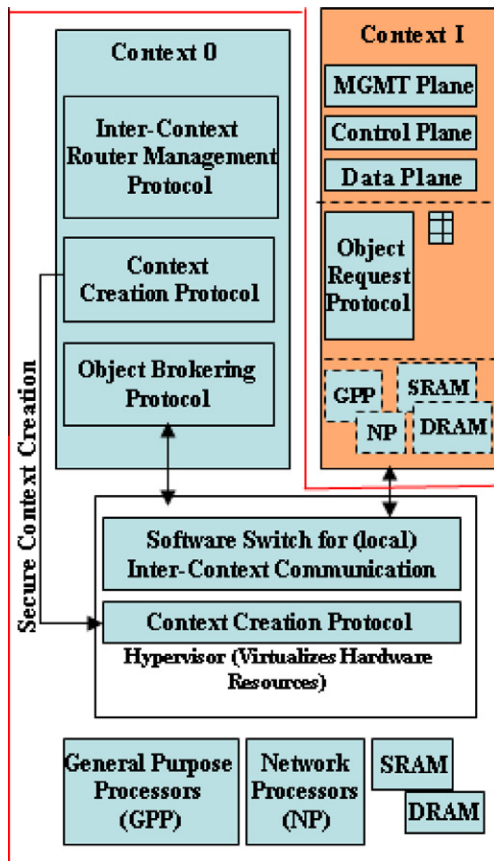 Context 0
Inter-Context
Router Management
Protocol
Context
Creation Protocol
Object Brokering
Protocol
Secure Context Creation
Context I
MGMT Plane
Control Plane
Data Plane
Object
Request
Protocol
GPP
SRAM
NP
DRAM
Software Switch for (local)
Inter-Context Communication
Context Creation Protocol
Hypervisor (Virtualizes Hardware
Resources)
General Purpose
Processors
(GPP)
Network
Processors
(NP)
SRAM
DRAM